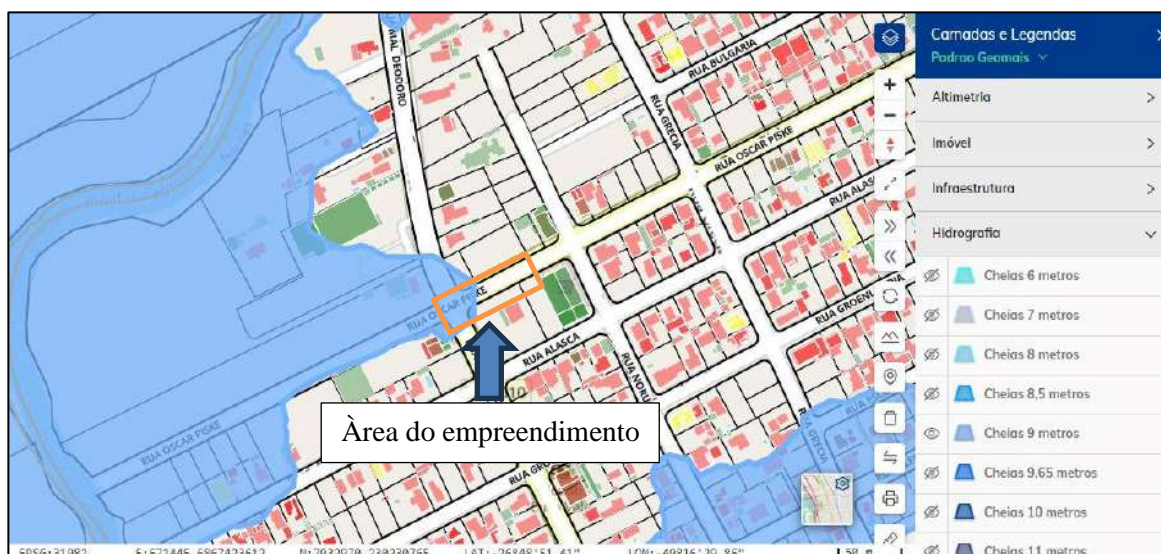 MAL DEODORO
RUA BULGARIA
RUA GRECIA
RUA OSCAR PISKE
RUA ALAS
RUA OSCAR PISKE
RUA ALASCA
RUA NORU
RUA OSCAR PISKE
RUA GRO
Àrea do empreendimento
Camadas e Legendas
Padrao Geomais
Altimetria
Imóvel
Infraestrutura
Hidrografia
Cheias 6 metros
Cheias 7 metros
Cheias 8 metros
Cheias 8,5 metros
Cheias 9 metros
Cheias 9,65 metros
Cheias 10 metros
Cheias 11 metros
50 m